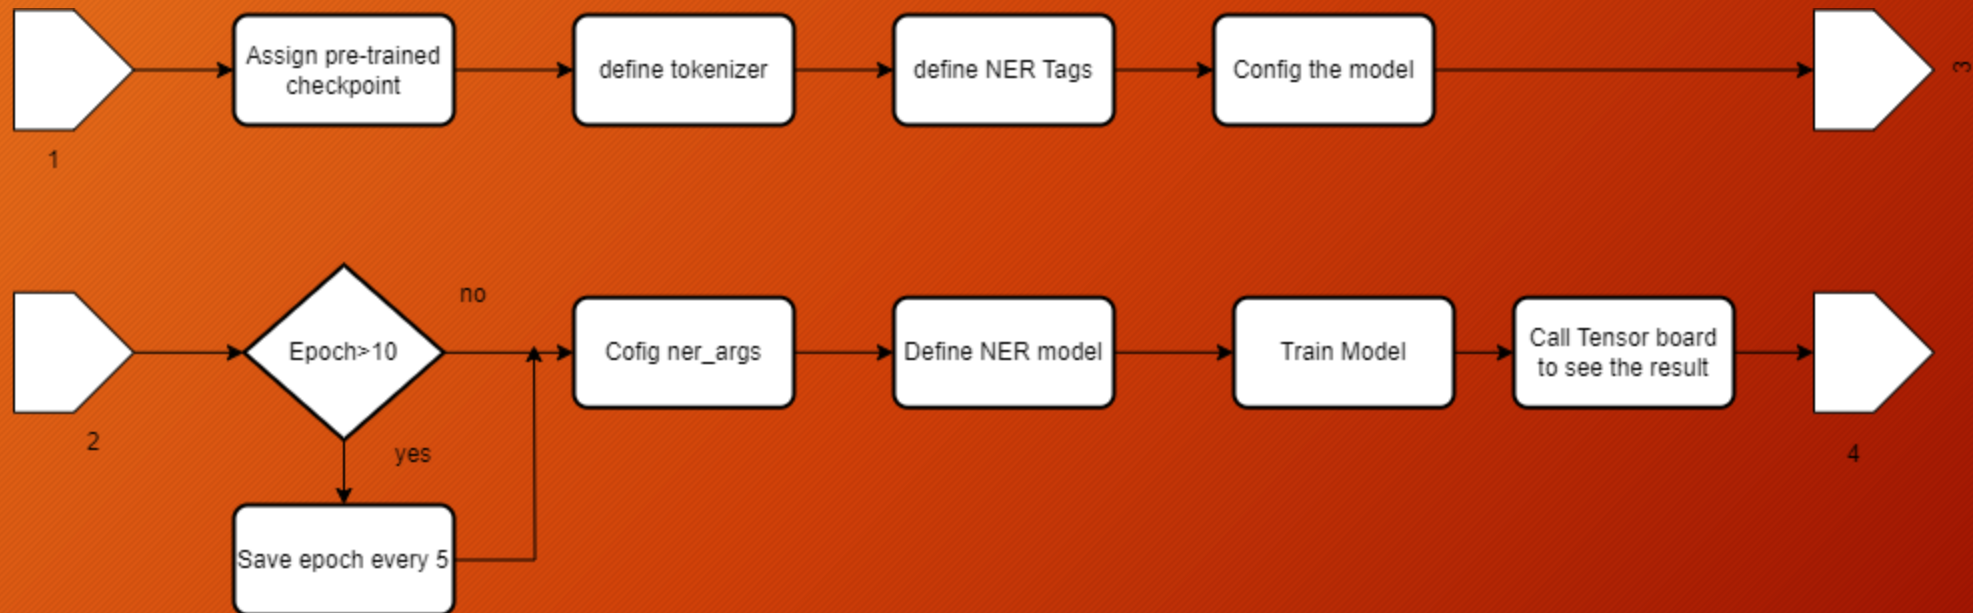 Assign pre-trained
checkpoint
define tokenizer
define NER Tags
Config the model
3
1
no
Epoch>10
Cofig ner_args
Define NER model
Train Model
Call Tensor board
to see the result
2
yes
4
Save epoch every 5